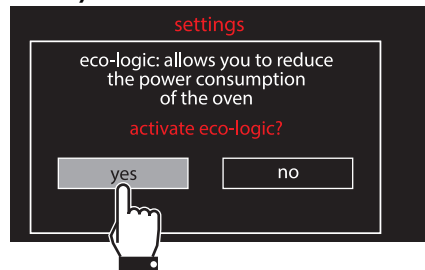 settings
eco-logic: allows you to reduce
the power consumption
of the oven
activate eco-logic?
yes
no